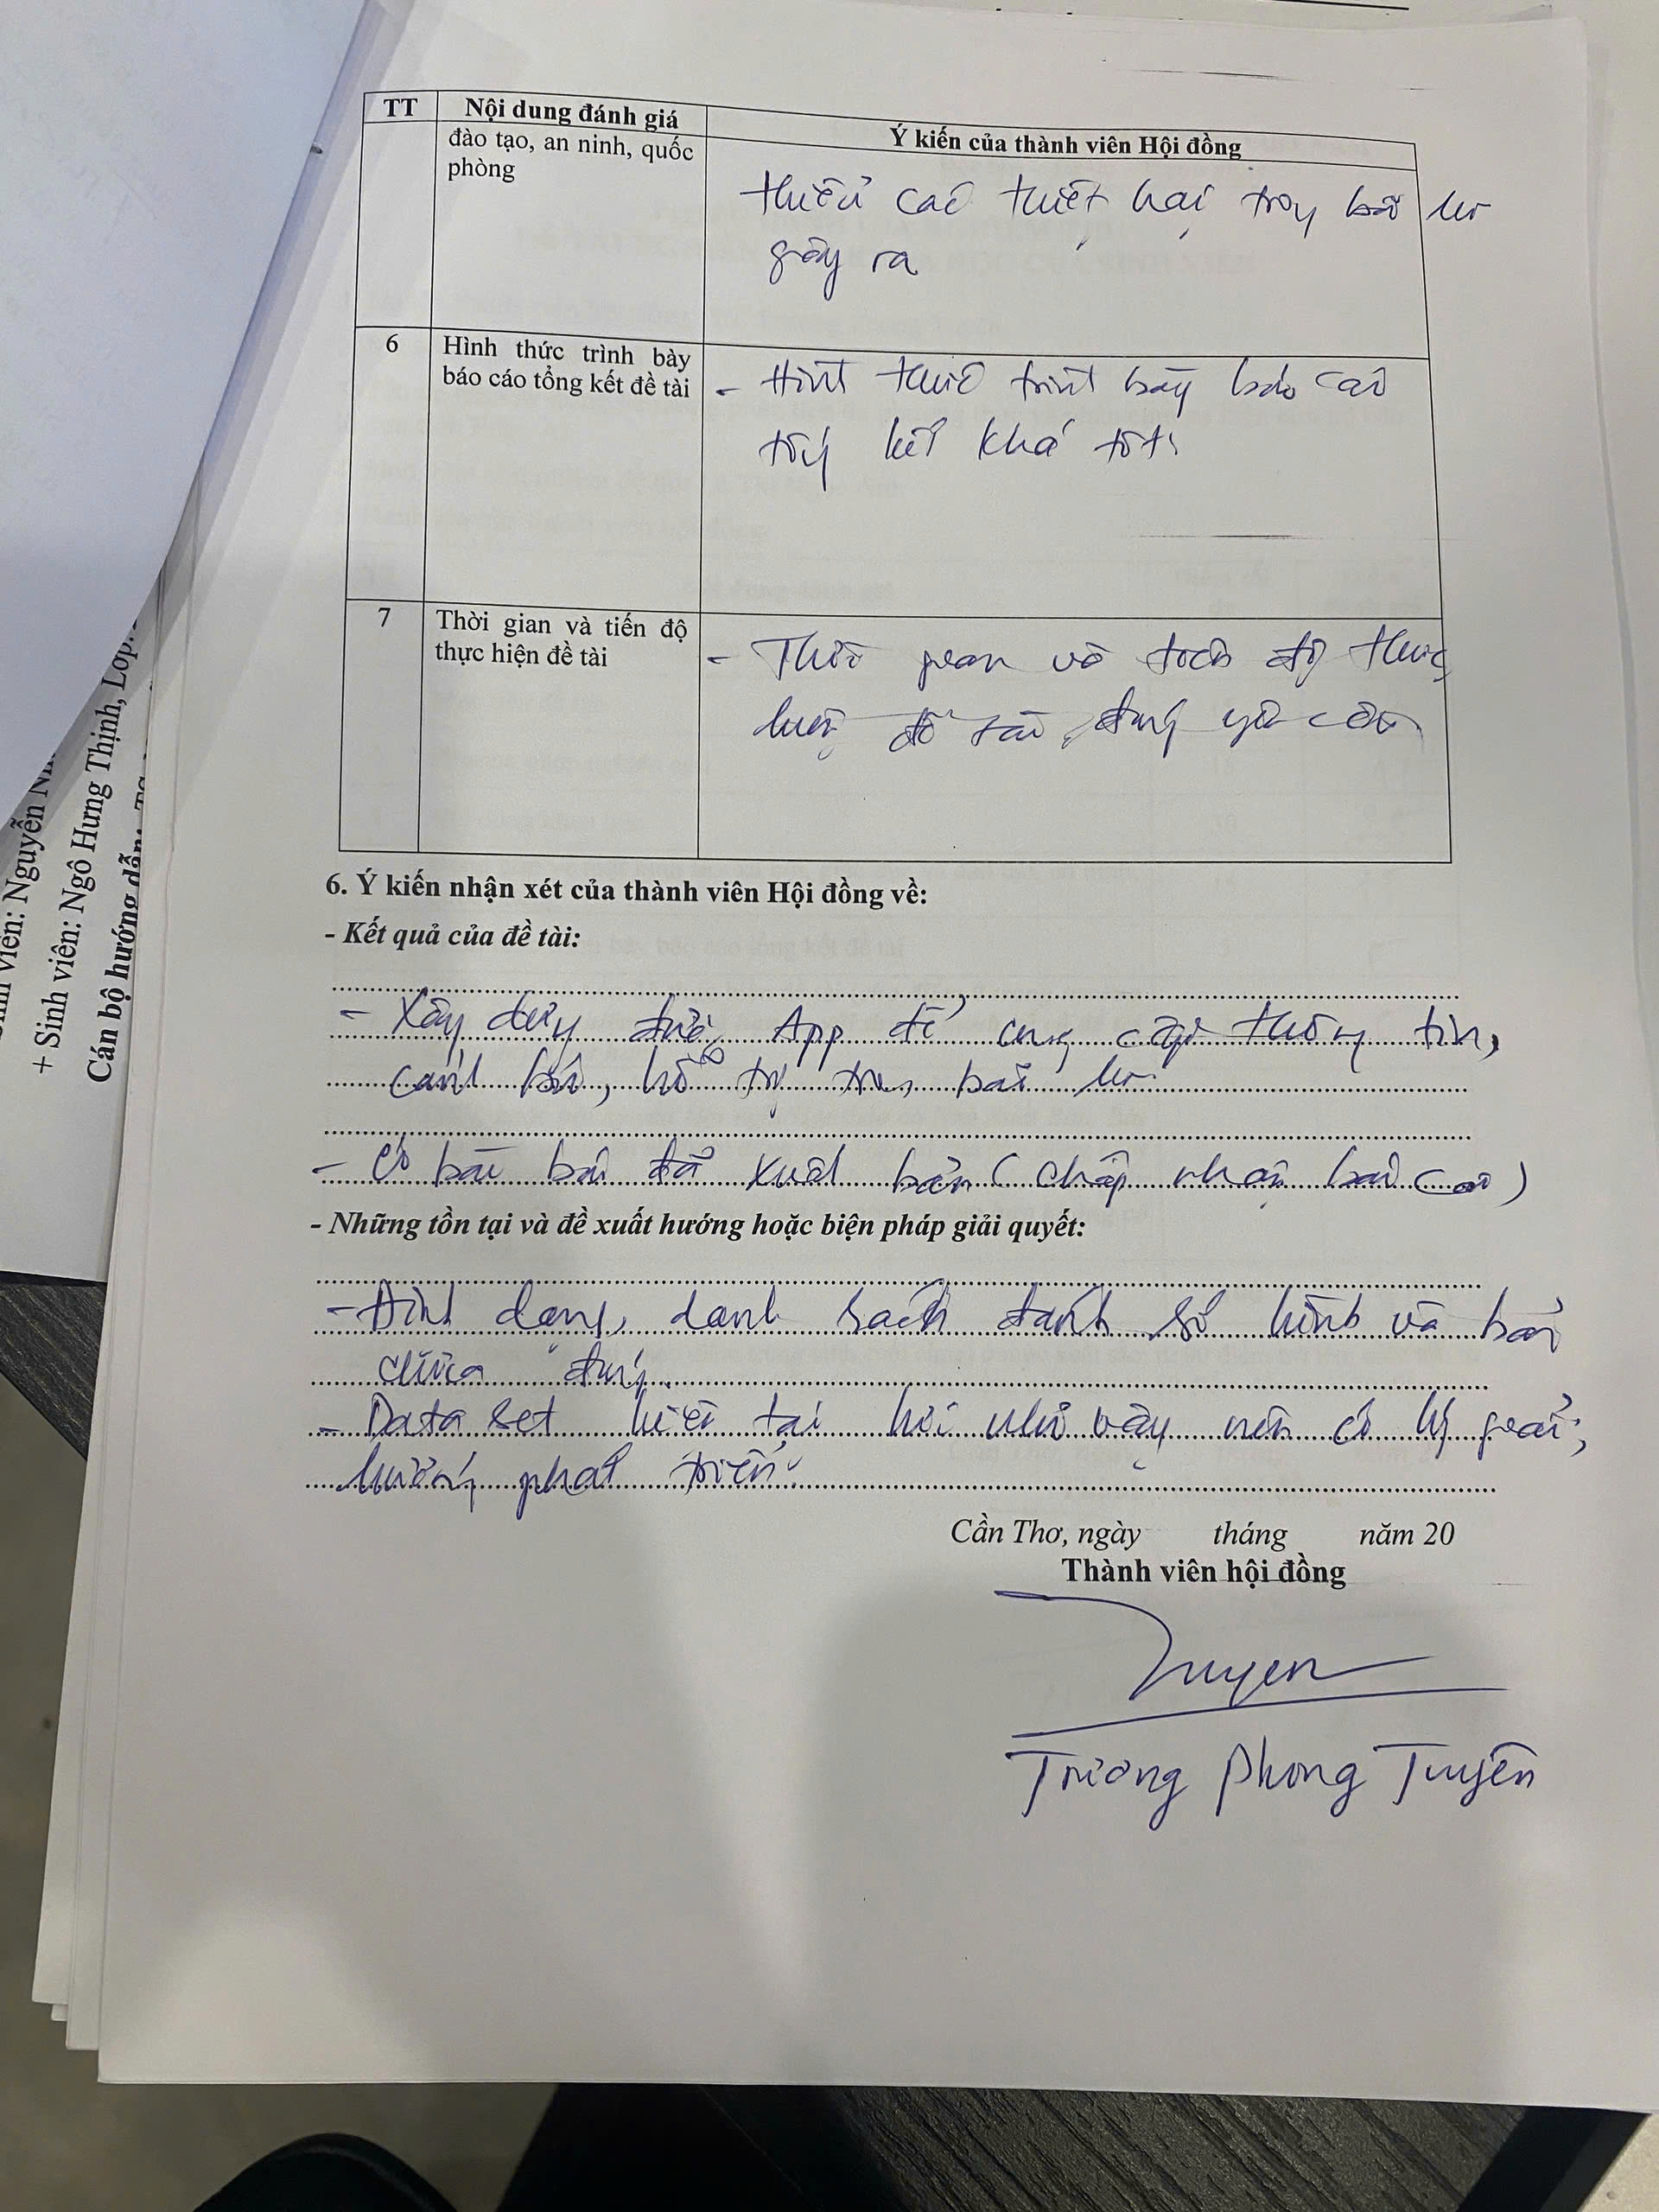 TT Nội dung đánh giá Ý kiến của thành viên Hội đồng
đào tạo, an ninh, quốc
phòng
thiểu các thiệt hại trong bão lũ
gây ra
6 Hình thức trình bày
báo cáo tổng kết đề tài
- Hình thức trình bày báo cáo
tổng kết khá tốt.
7 Thời gian và tiến độ
thực hiện đề tài
- Thời gian và tiến độ thực
hiện đề tài đúng yêu cầu
6. Ý kiến nhận xét của thành viên Hội đồng về:
- Kết quả của đề tài:
- Xây dựng được App để cung cấp thông tin,
cảnh báo, hỗ trợ bão lũ.
- Có bài báo đã xuất bản (chấp nhận báo cáo)
- Những tồn tại và đề xuất hướng hoặc biện pháp giải quyết:
- Định dạng, danh sách đánh số hình và bản
chưa đúng.
- Data set hiện tại hơi nhỏ vậy nên có lý giải,
hướng phát triển.
Cần Thơ, ngày tháng năm 20
Thành viên hội đồng
Tuyen
Trương Phong Tuyên
viên: Nguyễn
+ Sinh viên: Ngô Hưng Thịnh, Lớp:
Cán bộ hướng dẫn: